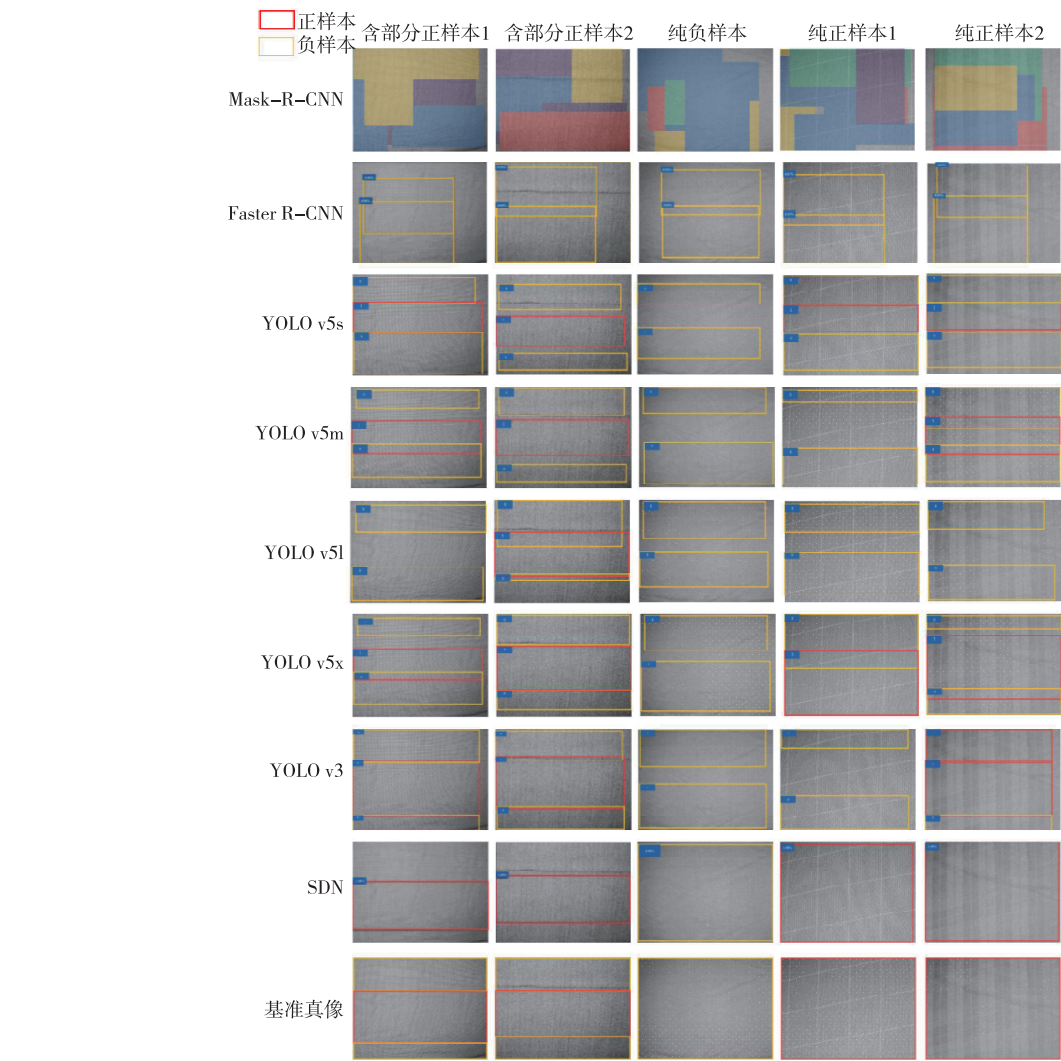 正样本
负样本
含部分正样本1 含部分正样本2 纯负样本 纯正样本1 纯正样本2
Mask-R-CNN
Faster R-CNN
YOLO v5s
YOLO v5m
YOLO v5l
YOLO v5x
YOLO v3
SDN
基准真像